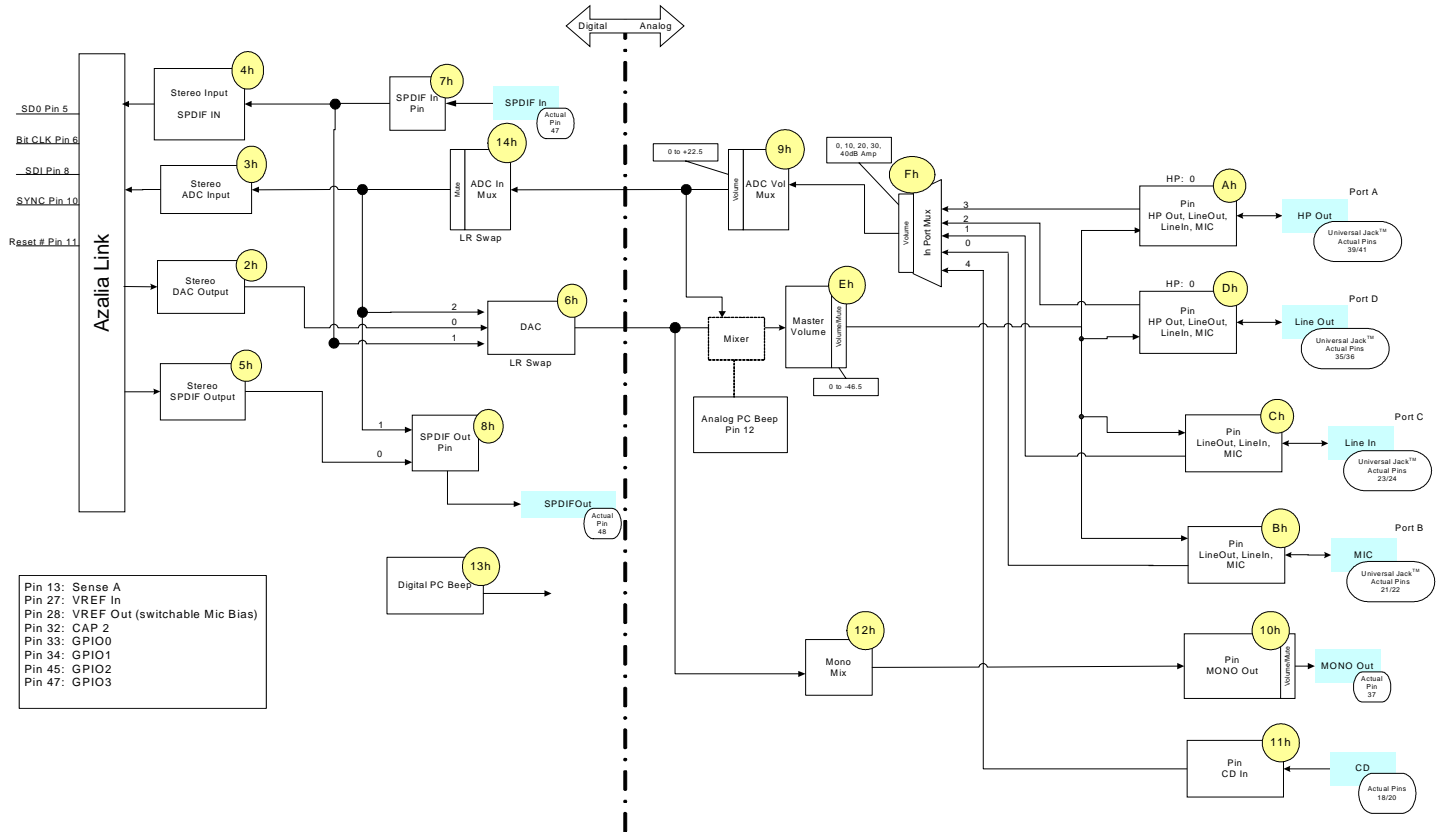 Digital
Analog
Azalia Link
SD0 Pin 5
Bit CLK Pin 6
SDI Pin 8
SYNC Pin 10
Reset # Pin 11
4h
Stereo Input
SPDIF IN
7h
SPDIF In
Pin
SPDIF In
Actual
Pin
47
3h
Stereo
ADC Input
14h
Mute
ADC In
Mux
LR Swap
2h
Stereo
DAC Output
6h
2
0
1
DAC
LR Swap
5h
Stereo
SPDIF Output
8h
1
0
SPDIF Out
Pin
SPDIFOut
Actual
Pin
48
13h
Digital PC Beep
0 to +22.5
9h
Volume
ADC Vol
Mux
0, 10, 20, 30,
40dB Amp
Fh
Volume
In Port Mux
3
2
1
0
4
Mixer
Eh
Master
Volume
Volume/Mute
0 to -46.5
Analog PC Beep
Pin 12
HP: 0
Ah
Pin
HP Out, LineOut,
LineIn, MIC
Port A
HP Out
Universal Jack™
Actual Pins
39/41
HP: 0
Dh
Pin
HP Out, LineOut,
LineIn, MIC
Port D
Line Out
Universal Jack™
Actual Pins
35/36
Ch
Pin
LineOut, LineIn,
MIC
Port C
Line In
Universal Jack™
Actual Pins
23/24
Bh
Pin
LineOut, LineIn,
MIC
Port B
MIC
Universal Jack™
Actual Pins
21/22
12h
Mono
Mix
10h
Pin
MONO Out
Volume/Mute
MONO Out
Actual
Pin
37
11h
Pin
CD In
CD
Actual Pins
18/20
Pin 13: Sense A
Pin 27: VREF In
Pin 28: VREF Out (switchable Mic Bias)
Pin 32: CAP 2
Pin 33: GPIO0
Pin 34: GPIO1
Pin 45: GPIO2
Pin 47: GPIO3